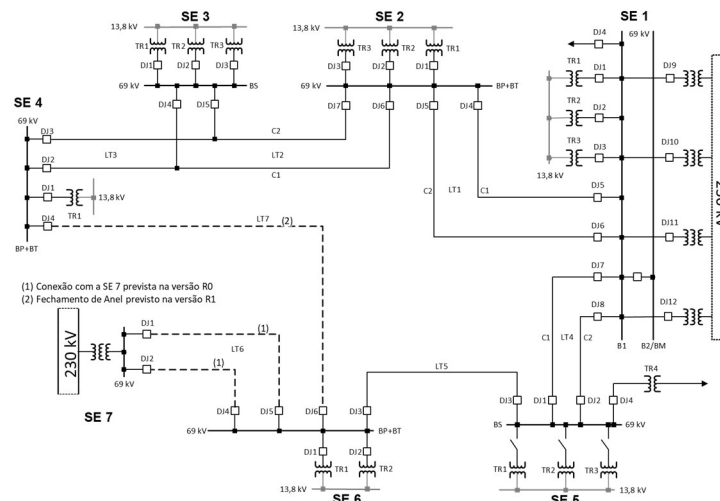 SE 3
SE 2
SE 1
13,8 kV
13,8 kV
DJ4
69 kV
TR1
TR2
TR3
TR3
TR2
TR1
TR1
DJ1
DJ9
DJ1
DJ2
DJ3
DJ3
DJ2
DJ1
69 kV
BS
69 kV
BP+BT
TR2
DJ2
SE 4
69 kV
DJ4
DJ5
DJ7
DJ6
DJ5
DJ4
230 kV
DJ3
C2
TR3
DJ3
DJ10
DJ2
LT3
LT2
C1
13,8 kV
DJ1
13,8 kV
TR1
C2
LT1
C1
DJ5
DJ4
LT7
(2)
DJ6
DJ11
BP+BT
DJ7
(1) Conexão com a SE 7 prevista na versão R0
(2) Fechamento de Anel previsto na versão R1
230 kV
DJ1
(1)
DJ8
DJ12
LT6
C1
LT4
C2
B1
B2/BM
DJ2
(1)
69 kV
LT5
TR4
SE 7
DJ4
DJ5
DJ6
DJ3
DJ3
DJ1
DJ2
DJ4
69 kV
BP+BT
BS
69 kV
DJ1
DJ2
TR1
TR2
TR1
TR2
TR3
13,8 kV
13,8 kV
SE 6
SE 5